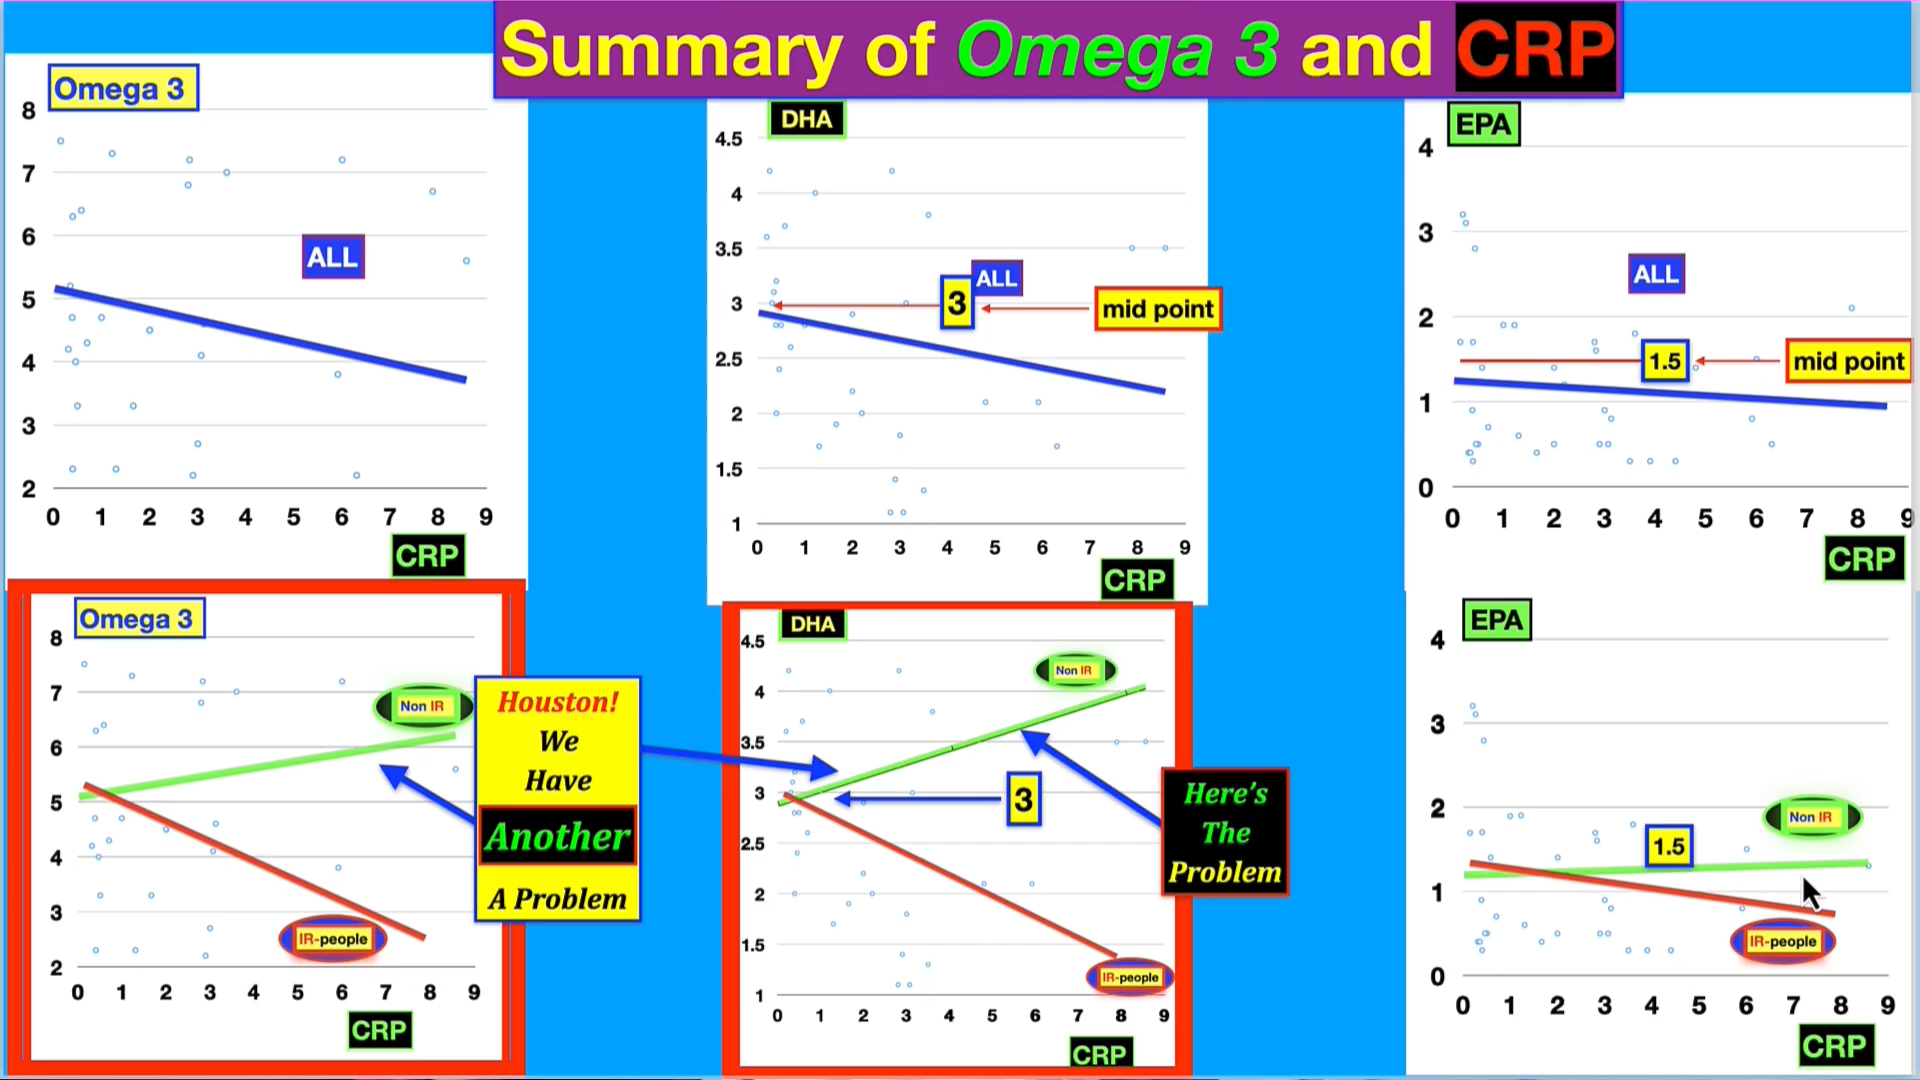 Summary of Omega 3 and CRP
Omega 3
8
7
6
5
4
3
2
ALL
0 1 2 3 4 5 6 7 8 9
CRP
DHA
4.5
4
3.5
3
2.5
2
1.5
1
ALL
3
mid point
0 1 2 3 4 5 6 7 8 9
CRP
EPA
4
3
2
1
0
ALL
1.5
mid point
0 1 2 3 4 5 6 7 8 9
CRP
Omega 3
8
7
6
5
4
3
2
Non IR
IR-people
0 1 2 3 4 5 6 7 8 9
CRP
Houston!
We
Have
Another
A Problem
DHA
4.5
4
3.5
3
2.5
2
1.5
1
Non IR
3
IR-people
0 1 2 3 4 5 6 7 8 9
CRP
Here's
The
Problem
EPA
4
3
2
1
0
Non IR
1.5
IR-people
0 1 2 3 4 5 6 7 8 9
CRP